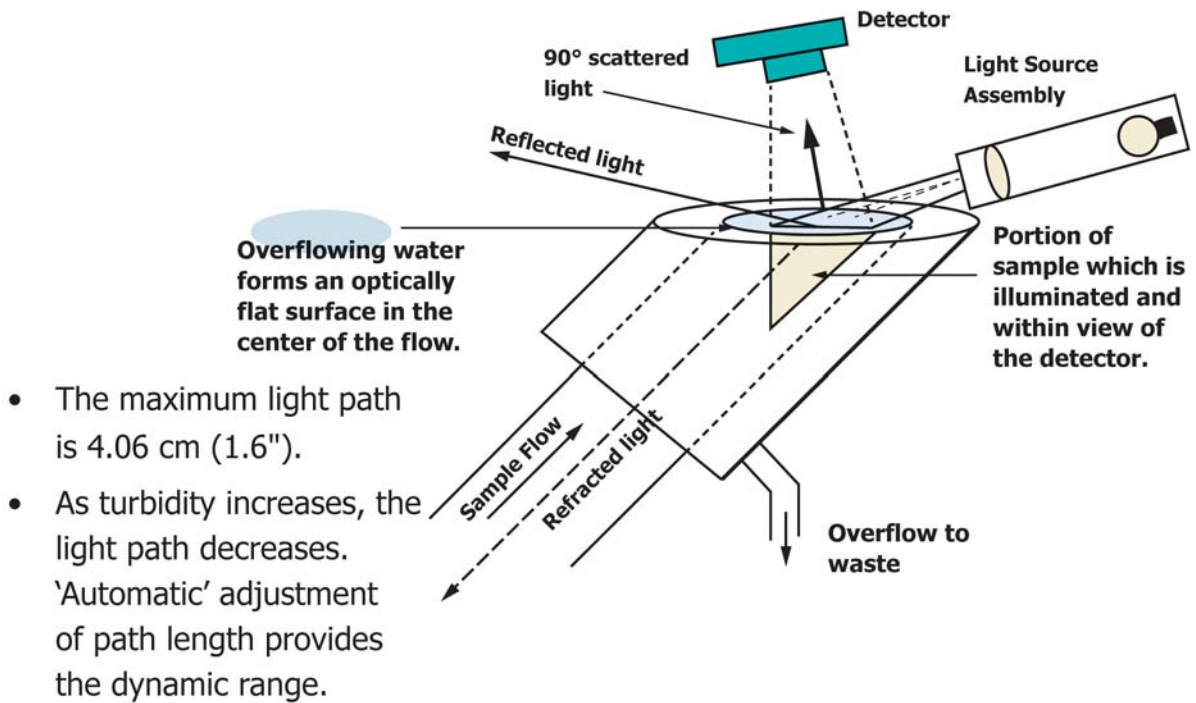 Detector
90° scattered
light
Light Source
Assembly
Reflected light
Overflowing water
forms an optically
flat surface in the
center of the flow.
Portion of
sample which is
illuminated and
within view of
the detector.
• The maximum light path
is 4.06 cm (1.6").
• As turbidity increases, the
light path decreases.
‘Automatic’ adjustment
of path length provides
the dynamic range.
Sample Flow
Refracted light
Overflow to
waste